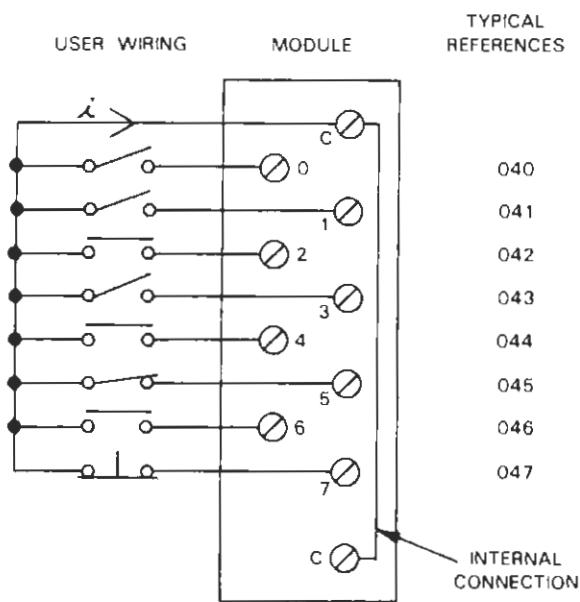 TYPICAL
USER WIRING MODULE REFERENCES
i
C
0 040
1 041
2 042
3 043
4 044
5 045
6 046
7 047
C
INTERNAL
CONNECTION